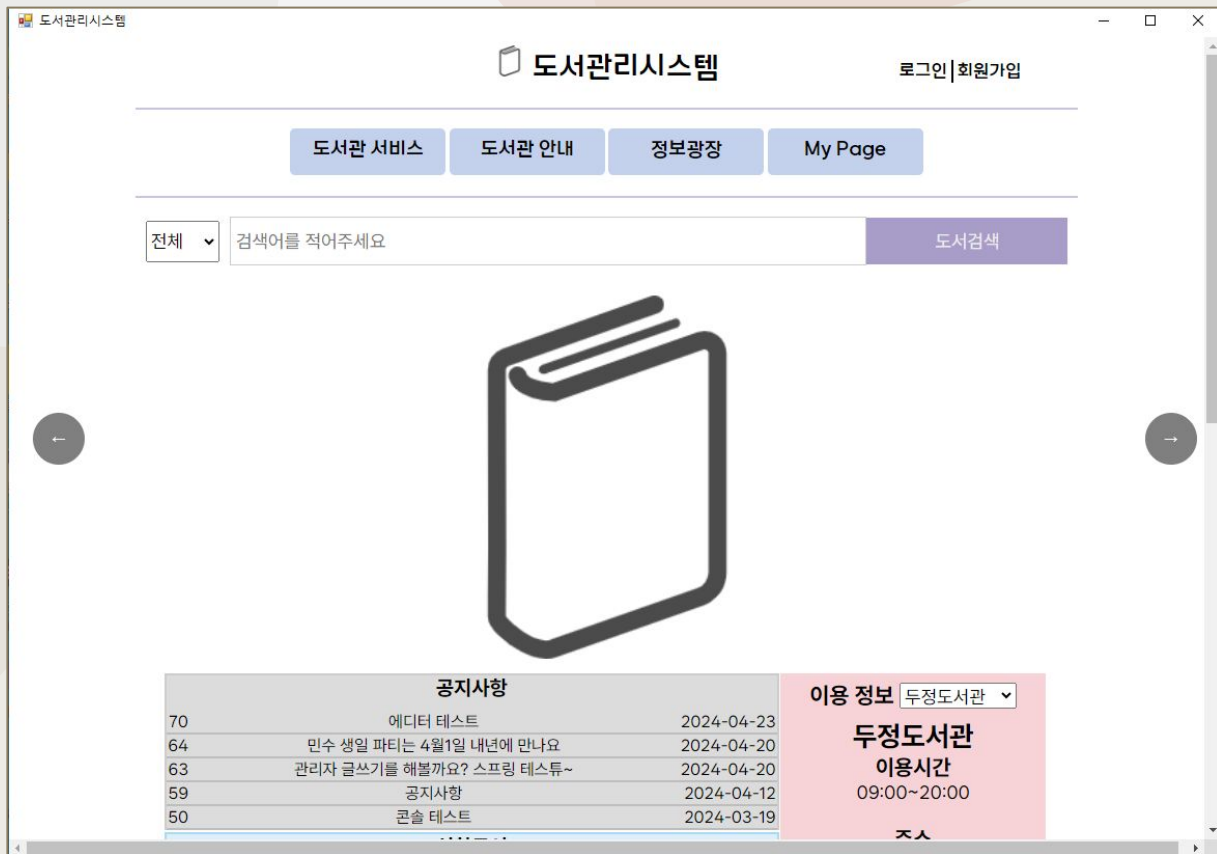 도서관리시스템
도서관리시스템
로그인|회원가입
도서관 서비스 도서관 안내 정보광장 My Page
전체 검색어를 적어주세요 도서검색
← →
공지사항
70 에디터 테스트 2024-04-23
64 민수 생일 파티는 4월1일 내년에 만나요 2024-04-20
63 관리자 글쓰기를 해볼까요? 스프링 테스튜~ 2024-04-20
59 공지사항 2024-04-12
50 콘솔 테스트 2024-03-19
이용 정보 두정도서관
두정도서관
이용시간
09:00~20:00